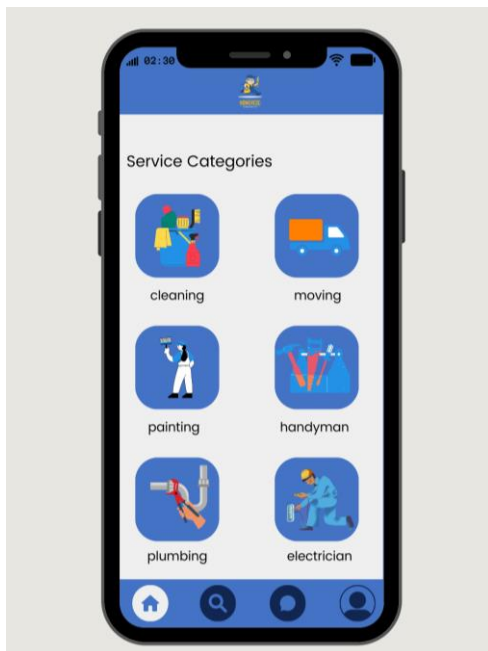 02:30
Service Categories
cleaning
moving
painting
handyman
plumbing
electrician